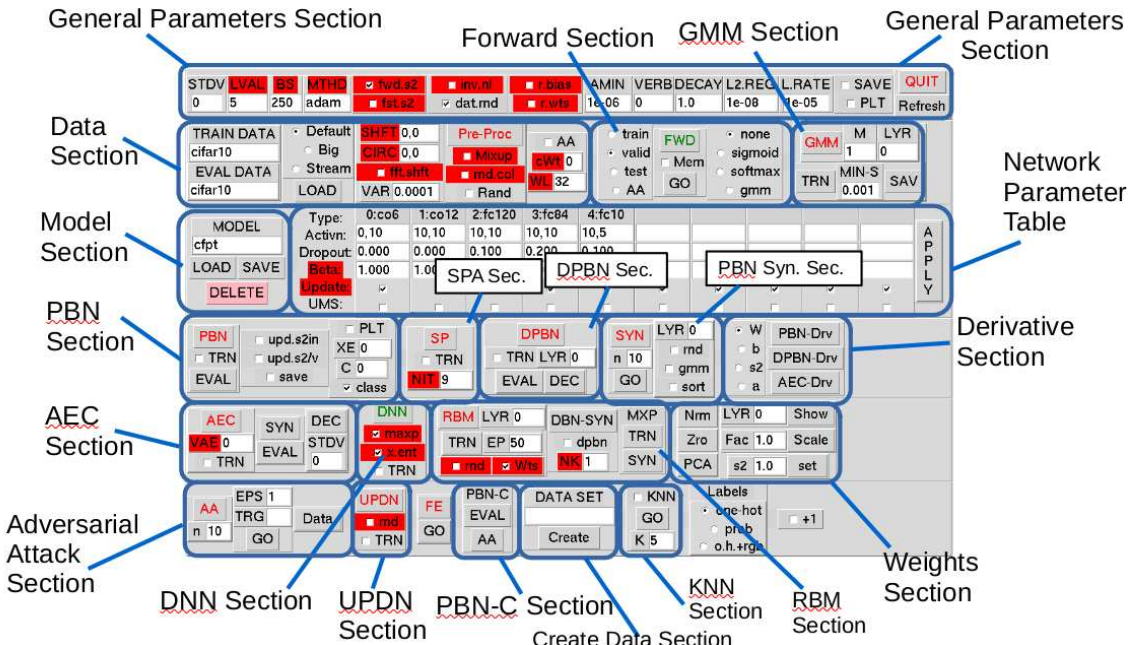 General Parameters Section
Forward Section
GMM Section
General Parameters
Section
STDV LVAL BS MTHD fwd.s2 inv.nl r.bias AMIN VERB DECAY L2.REG L.RATE SAVE QUIT
0 5 250 adam fst.s2 dat.rnd r.wts 1e-06 0 1.0 1e-08 1e-05 PLT Refresh
Data
Section
TRAIN DATA Default SHFT 0,0 Pre-Proc AA train FWD none GMM M LYR
cifar10 Big CIRC 0,0 Mixup cWt 0 valid Mem sigmoid 1 0
EVAL DATA Stream fft.shft rnd.col WL 32 test GO softmax TRN MIN-S SAV
cifar10 LOAD VAR 0.0001 Rand AA gmm 0.001
Network
Parameter
Table
Model
Section
MODEL
cfpt
LOAD SAVE
DELETE
Type: 0:co6 1:co12 2:fc120 3:fc84 4:fc10
Activn: 0,10 10,10 10,10 10,10 10,5
Dropout: 0.000 0.000 0.100 0.200 0.100
Beta: 1.000
Update:
UMS:
APPLY
SPA Sec.
DPBN Sec.
PBN Syn. Sec.
PBN
Section
PBN upd.s2in PLT SP DPBN SYN LYR 0 W PBN-Drv
TRN upd.s2/v XE 0 TRN TRN LYR 0 n 10 rnd b DPBN-Drv
EVAL save C 0 NIT 9 EVAL DEC GO gmm s2 AEC-Drv
class sort a
Derivative
Section
AEC
Section
AEC SYN DEC DNN RBM LYR 0 DBN-SYN MXP Nrm LYR 0 Show
VAE 0 EVAL STDV maxp TRN EP 50 dpbn TRN Zro Fac 1.0 Scale
TRN 0 x.ent rnd Wts NK 1 SYN PCA s2 1.0 set
TRN
Adversarial
Attack
Section
AA EPS 1 UPDN FE PBN-C DATA SET KNN Labels
n 10 TRG Data rnd GO EVAL GO one-hot +1
GO TRN AA Create K 5 prob
o.h.+rgb
DNN Section
UPDN
Section
PBN-C Section
Create Data Section
KNN
Section
RBM
Section
Weights
Section